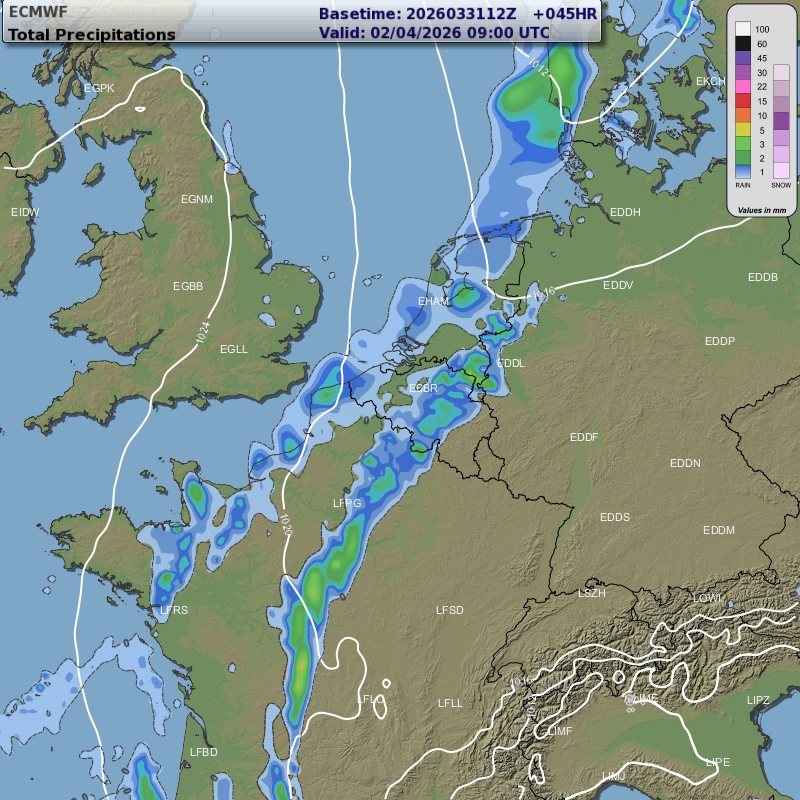 ECMWF
Basetime: 2026033112Z +045HR
Total Precipitations
Valid: 02/04/2026 09:00 UTC
100
60
45
30
22
15
10
5
3
2
1
RAIN
SNOW
Values in mm
1012
EGPK
EKCH
EGNM
EIDW
EDDH
EGBB
EHAM
1016
EDDV
EDDB
1024
EGLL
EDDP
EDDL
EBBR
EDDF
EDDN
LFPG
EDDS
1020
EDDM
LFRS
LFSD
LSZH
LOWI
1016
LFLL
LIPZ
LFBD
LIMF
LIPE
LIMJ